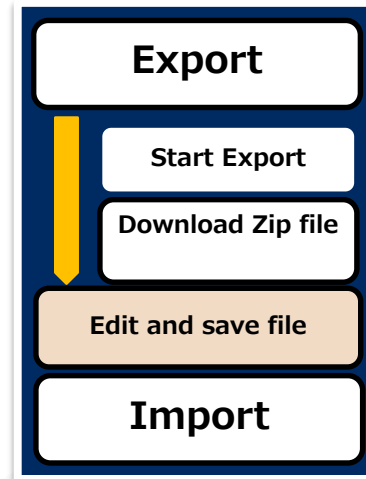 Export
Start Export
Download Zip file
Edit and save file
Import